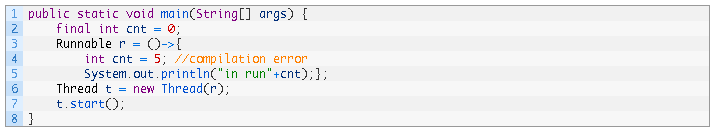 1 public static void main(String[] args) {
2     final int cnt = 0;
3     Runnable r = ()->{
4         int cnt = 5; //compilation error
5         System.out.println("in run"+cnt);};
6     Thread t = new Thread(r);
7     t.start();
8 }